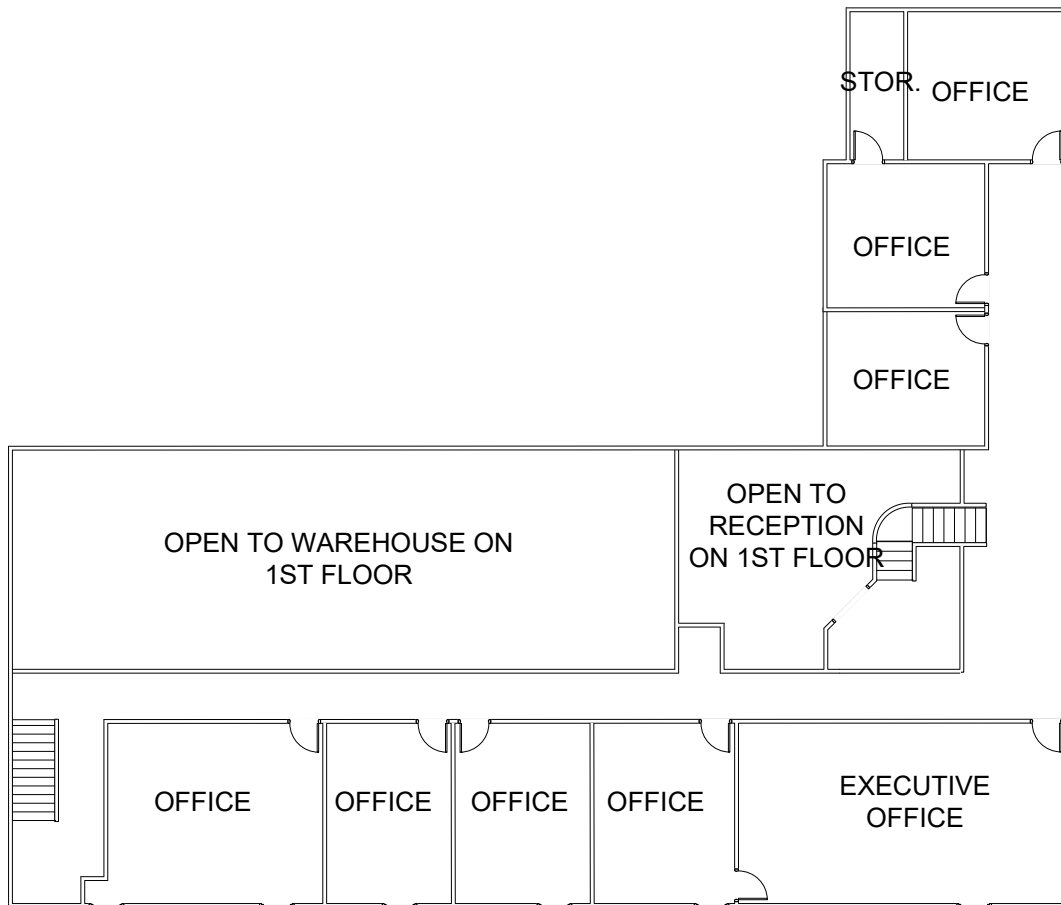 STOR.
OFFICE
OFFICE
OFFICE
OPEN TO
RECEPTION
ON 1ST FLOOR
OPEN TO WAREHOUSE ON
1ST FLOOR
OFFICE
OFFICE
OFFICE
OFFICE
EXECUTIVE
OFFICE